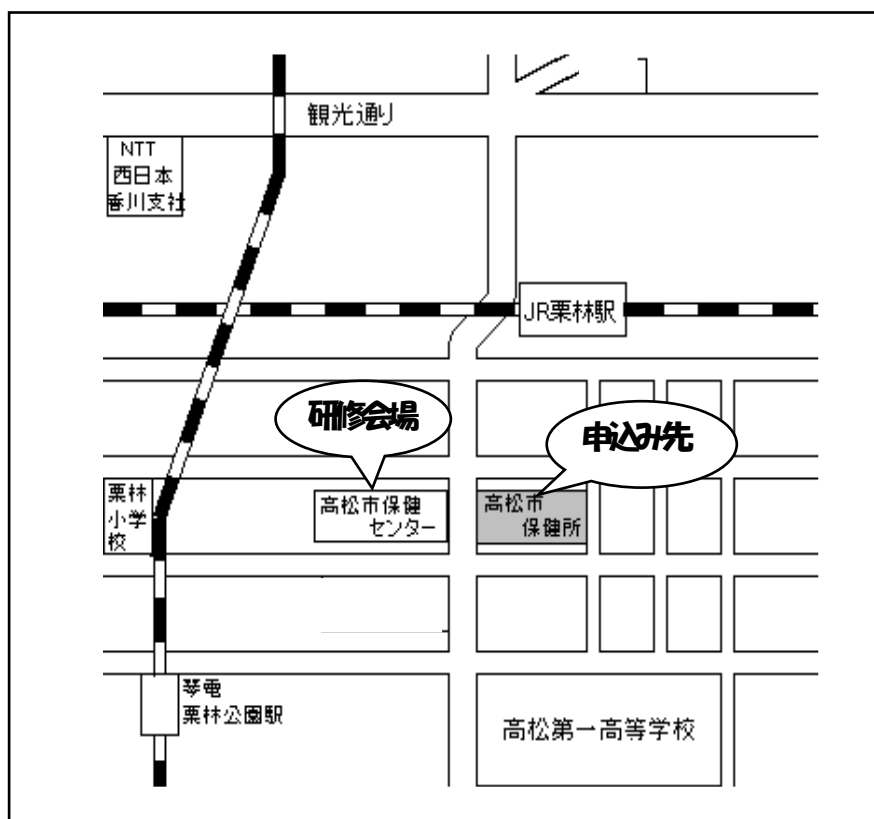 観光通り
NTT
西日本
香川支社
JR栗林駅
研修会場
申込み先
栗林
小学
校
高松市保健
センター
高松市
保健所
琴電
栗林公園駅
高松第一高等学校